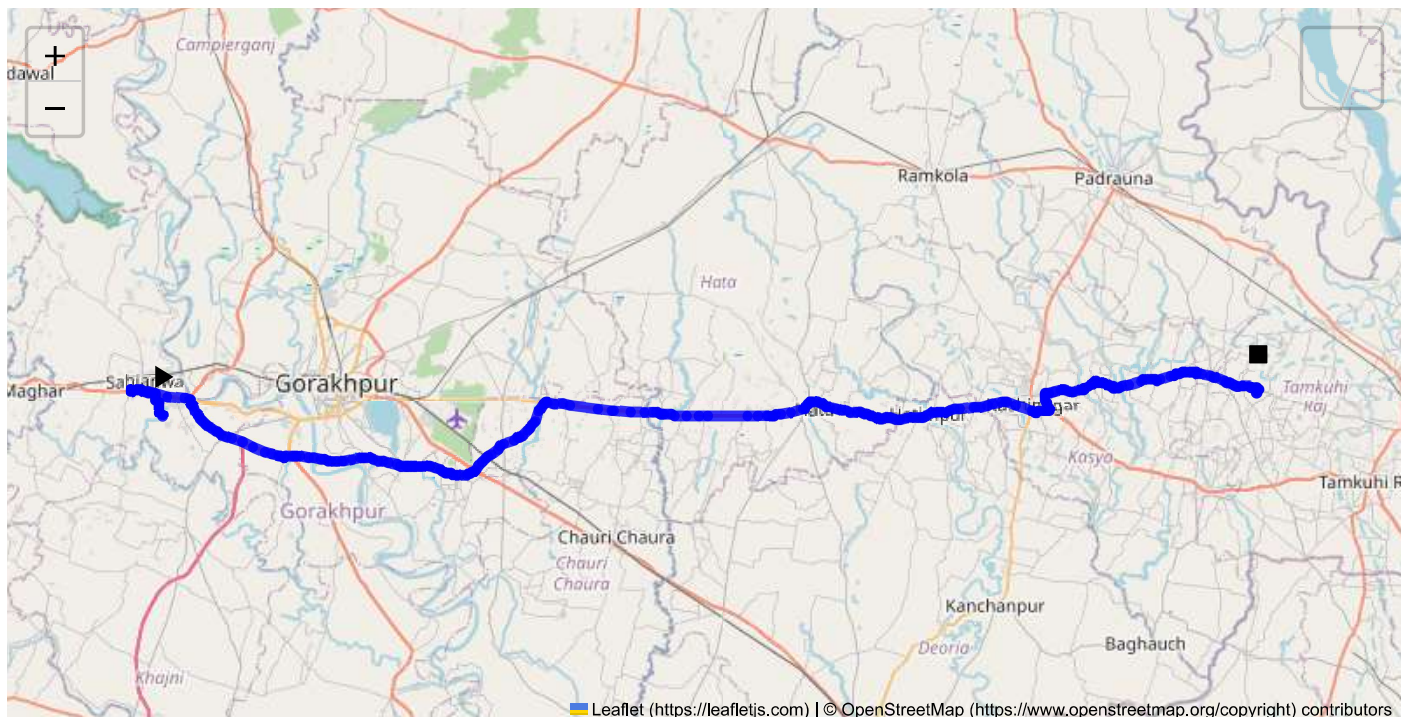 Campierganj
+
dawal
−
Ramkola
Padrauna
Hata
Maghar
Gorakhpur
Tamkuhi
Raj
Kasya
Gorakhpur
Tamkuhi R
Chauri Chaura
Chauri
Chaura
Kanchanpur
Baghauch
Deoria
Khajni
Leaflet (https://leafletjs.com) | © OpenStreetMap (https://www.openstreetmap.org/copyright) contributors